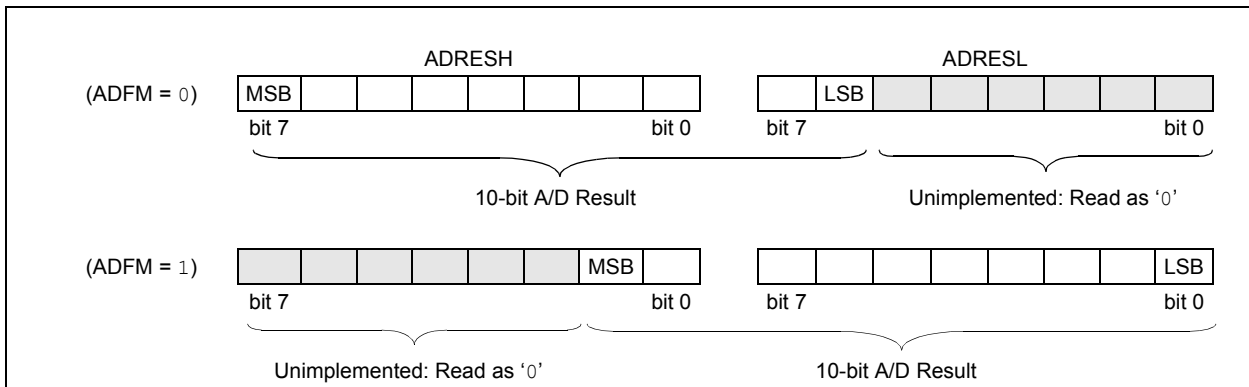 ADRESH ADRESL
(ADFM = 0) MSB LSB
bit 7 bit 0 bit 7 bit 0
10-bit A/D Result Unimplemented: Read as ‘0’
(ADFM = 1) MSB LSB
bit 7 bit 0 bit 7 bit 0
Unimplemented: Read as ‘0’ 10-bit A/D Result